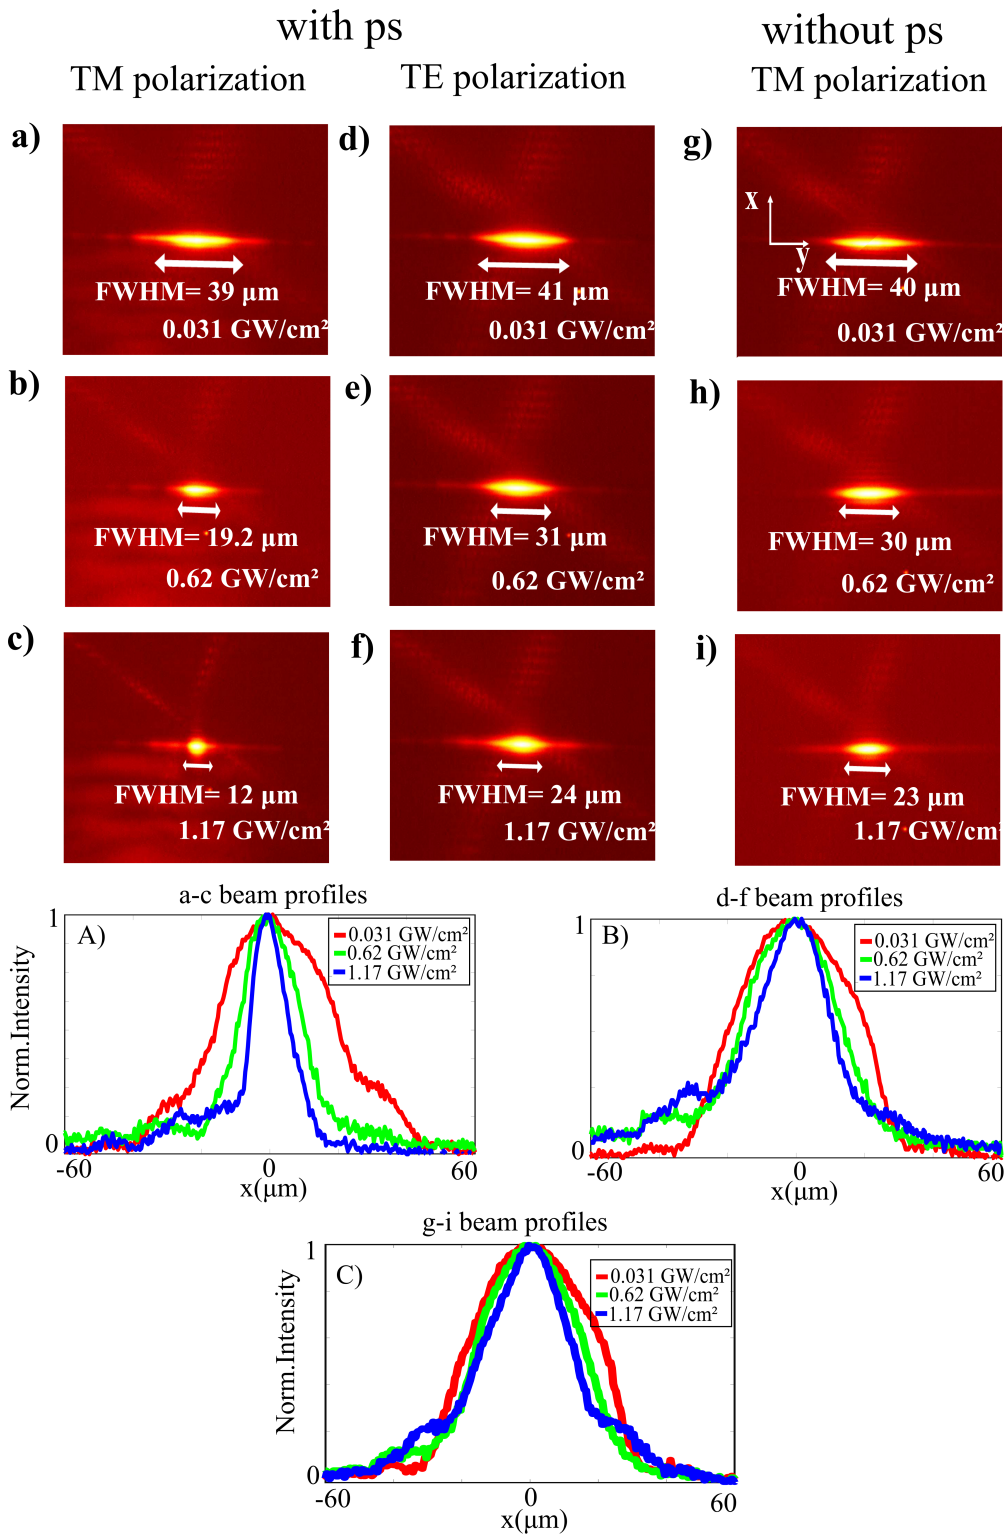 with ps
without ps
TM polarization
TE polarization
TM polarization
a)
FWHM= 39 μm
0.031 GW/cm²
d)
FWHM= 41 μm
0.031 GW/cm²
g)
x
y
FWHM= 40 μm
0.031 GW/cm²
b)
FWHM= 19.2 μm
0.62 GW/cm²
e)
FWHM= 31 μm
0.62 GW/cm²
h)
FWHM= 30 μm
0.62 GW/cm²
c)
FWHM= 12 μm
1.17 GW/cm²
f)
FWHM= 24 μm
1.17 GW/cm²
i)
FWHM= 23 μm
1.17 GW/cm²
a-c beam profiles
A)
0.031 GW/cm²
0.62 GW/cm²
1.17 GW/cm²
1
0
Norm.Intensity
-60
0
60
x(μm)
d-f beam profiles
B)
0.031 GW/cm²
0.62 GW/cm²
1.17 GW/cm²
1
0
-60
0
60
x(μm)
g-i beam profiles
C)
0.031 GW/cm²
0.62 GW/cm²
1.17 GW/cm²
1
0
Norm.Intensity
-60
0
60
x(μm)